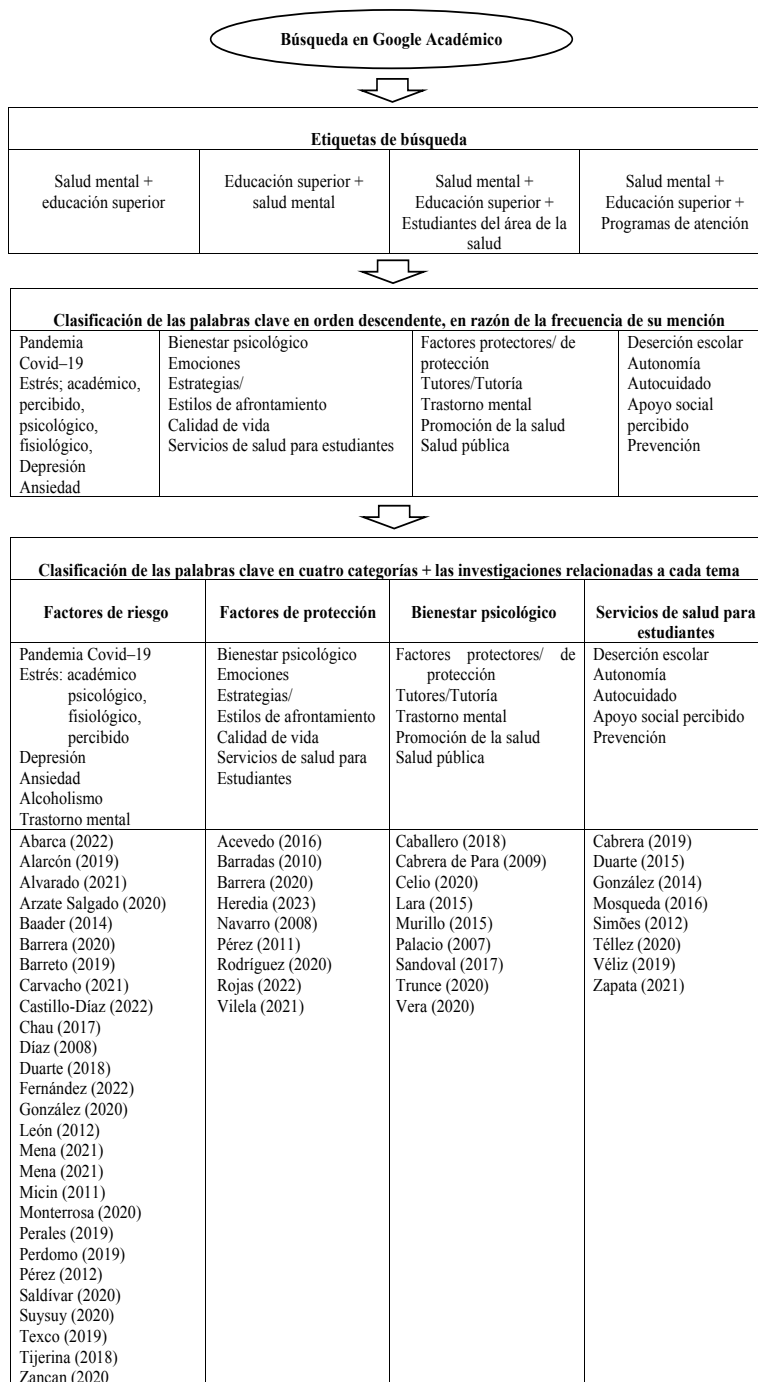 Búsqueda en Google Académico
Etiquetas de búsqueda
Salud mental +
educación superior
Educación superior +
salud mental
Salud mental +
Educación superior +
Estudiantes del área de la
salud
Salud mental +
Educación superior +
Programas de atención
Clasificación de las palabras clave en orden descendente, en razón de la frecuencia de su mención
Pandemia
Covid–19
Estrés; académico,
percibido,
psicológico,
fisiológico,
Depresión
Ansiedad
Bienestar psicológico
Emociones
Estrategias/
Estilos de afrontamiento
Calidad de vida
Servicios de salud para estudiantes
Factores protectores/ de
protección
Tutores/Tutoría
Trastorno mental
Promoción de la salud
Salud pública
Deserción escolar
Autonomía
Autocuidado
Apoyo social
percibido
Prevención
Clasificación de las palabras clave en cuatro categorías + las investigaciones relacionadas a cada tema
Factores de riesgo
Factores de protección
Bienestar psicológico
Servicios de salud para
estudiantes
Pandemia Covid–19
Estrés: académico
psicológico,
fisiológico,
percibido
Depresión
Ansiedad
Alcoholismo
Trastorno mental
Bienestar psicológico
Emociones
Estrategias/
Estilos de afrontamiento
Calidad de vida
Servicios de salud para
Estudiantes
Factores protectores/ de
protección
Tutores/Tutoría
Trastorno mental
Promoción de la salud
Salud pública
Deserción escolar
Autonomía
Autocuidado
Apoyo social percibido
Prevención
Abarca (2022)
Alarcón (2019)
Alvarado (2021)
Arzate Salgado (2020)
Baader (2014)
Barrera (2020)
Barreto (2019)
Carvacho (2021)
Castillo-Díaz (2022)
Chau (2017)
Díaz (2008)
Duarte (2018)
Fernández (2022)
González (2020)
León (2012)
Mena (2021)
Mena (2021)
Micin (2011)
Monterrosa (2020)
Perales (2019)
Perdomo (2019)
Pérez (2012)
Saldívar (2020)
Suysuy (2020)
Texco (2019)
Tijerina (2018)
Zancan (2020
Acevedo (2016)
Barradas (2010)
Barrera (2020)
Heredia (2023)
Navarro (2008)
Pérez (2011)
Rodríguez (2020)
Rojas (2022)
Vilela (2021)
Caballero (2018)
Cabrera de Para (2009)
Celio (2020)
Lara (2015)
Murillo (2015)
Palacio (2007)
Sandoval (2017)
Trunce (2020)
Vera (2020)
Cabrera (2019)
Duarte (2015)
González (2014)
Mosqueda (2016)
Simões (2012)
Téllez (2020)
Véliz (2019)
Zapata (2021)